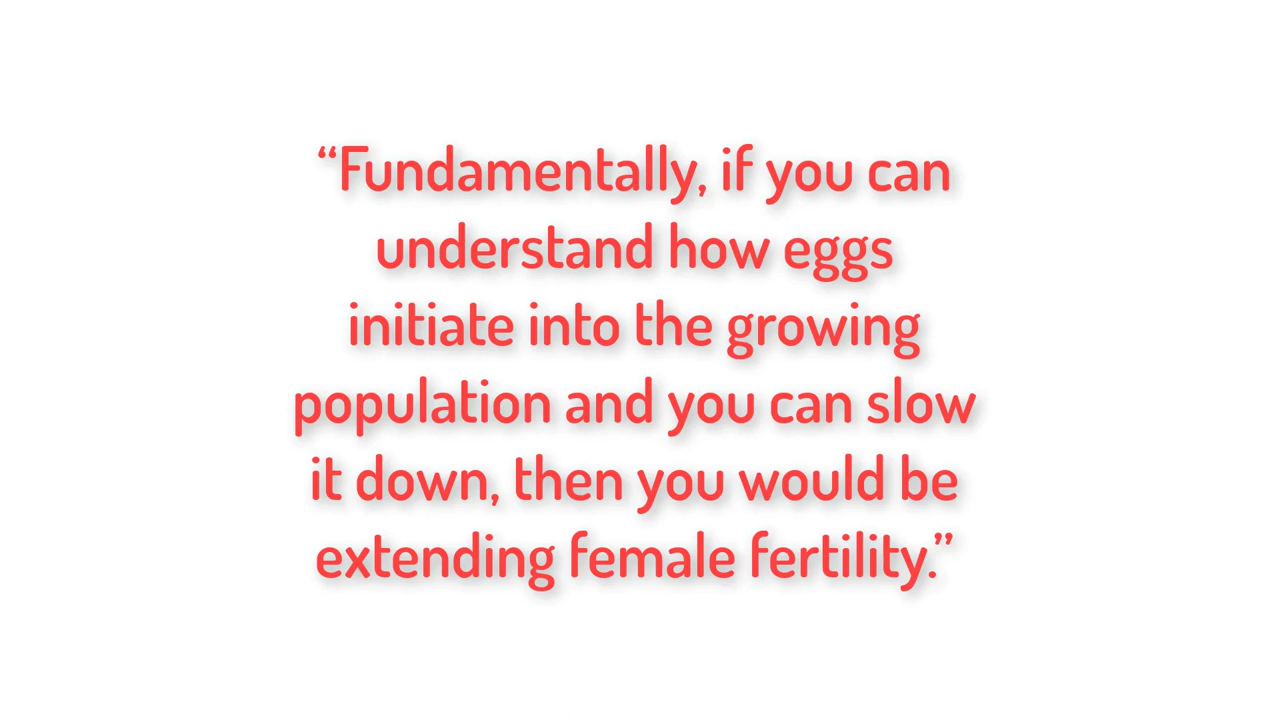 “Fundamentally, if you can
understand how eggs
initiate into the growing
population and you can slow
it down, then you would be
extending female fertility.”